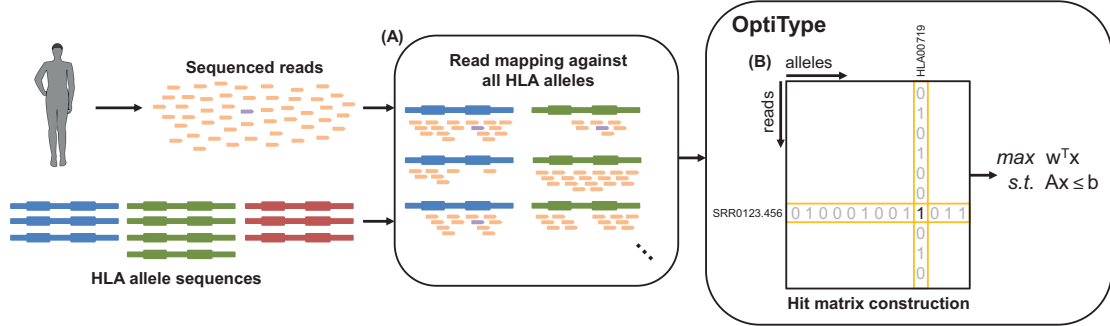 Sequenced reads
HLA allele sequences
(A)
Read mapping against
all HLA alleles
OptiType
(B)
alleles
HLA00719
reads
0
1
0
1
0
0
SRR0123.456
0 1 0 0 0 1 0 0 1 1 0 1 1
0
1
0
Hit matrix construction
max wᵀx
s.t. Ax ≤ b